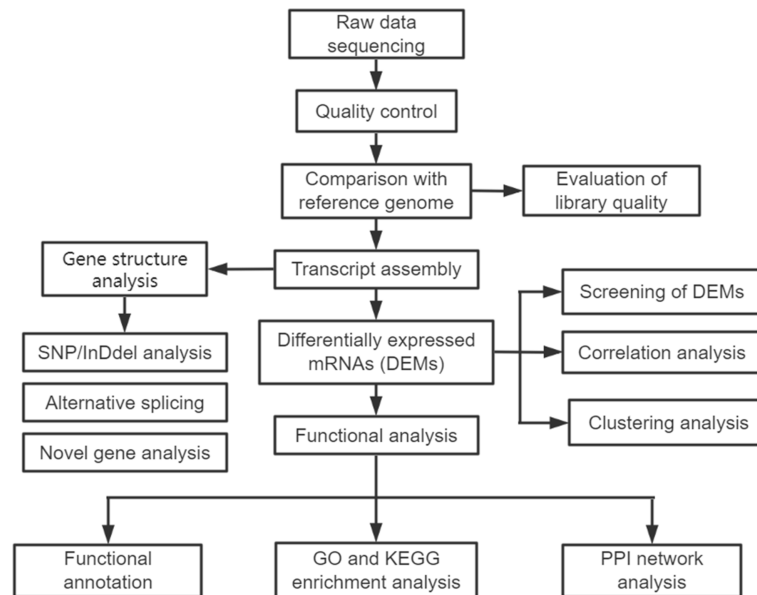 Raw data
sequencing
Quality control
Comparison with
reference genome
Evaluation of
library quality
Gene structure
analysis
Transcript assembly
Screening of DEMs
SNP/InDdel analysis
Differentially expressed
mRNAs (DEMs)
Correlation analysis
Alternative splicing
Functional analysis
Clustering analysis
Novel gene analysis
Functional
annotation
GO and KEGG
enrichment analysis
PPI network
analysis